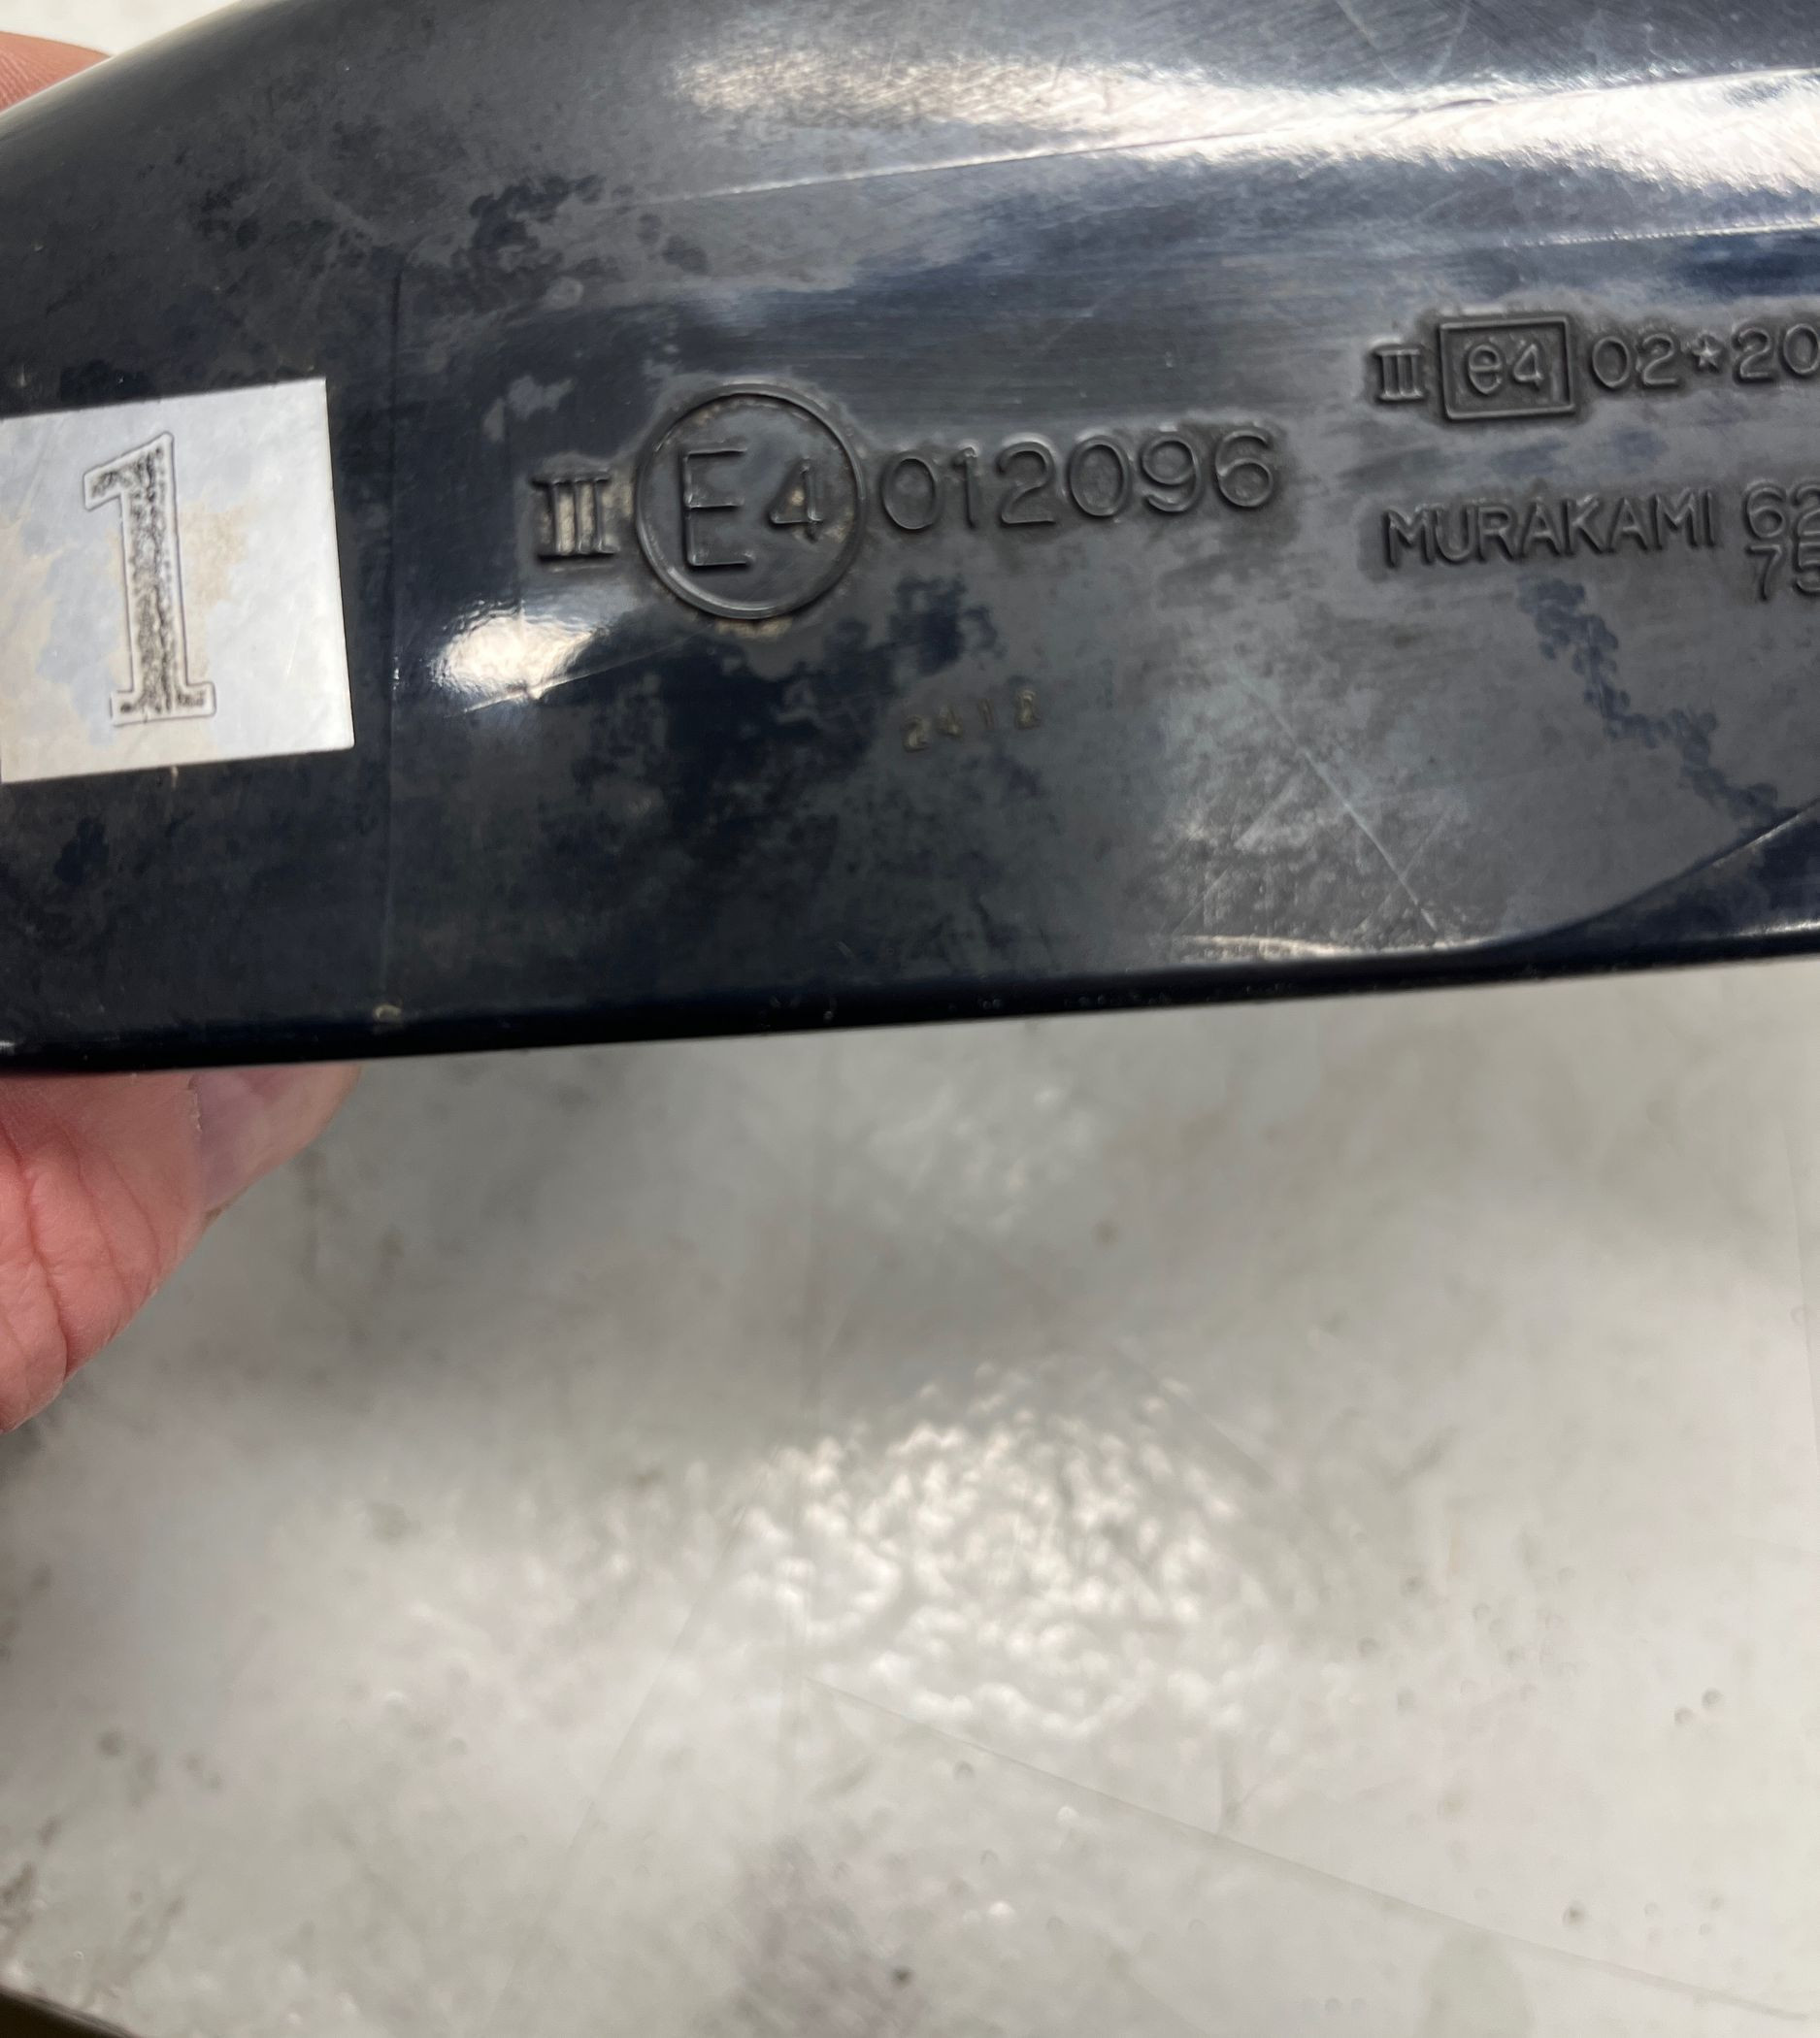 1
III E4 012096
III e4 02*20
MURAKAMI 62
75
2412